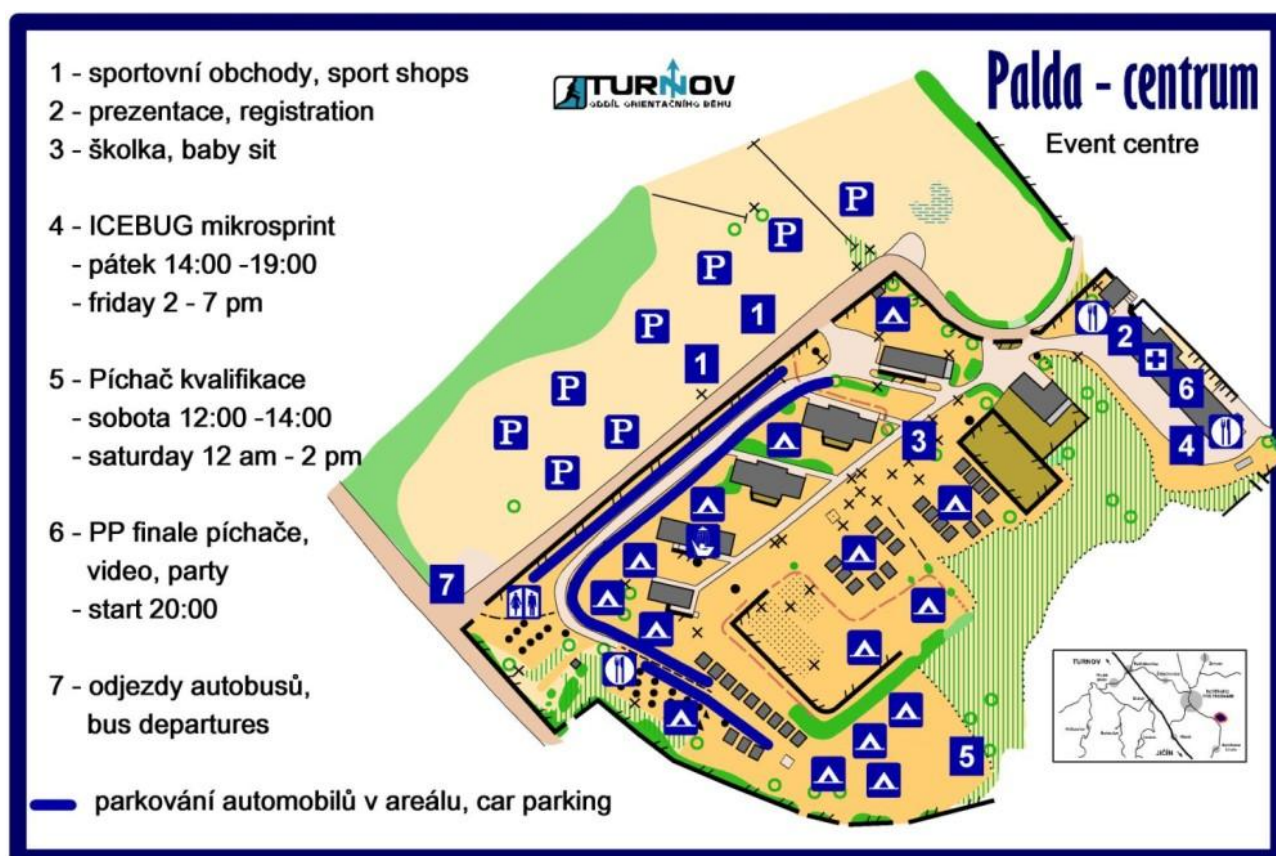 1 - sportovní obchody, sport shops
2 - prezentace, registration
3 - školka, baby sit
4 - ICEBUG mikrosprint
- pátek 14:00 -19:00
- friday 2 - 7 pm
5 - Píchač kvalifikace
- sobota 12:00 -14:00
- saturday 12 am - 2 pm
6 - PP finale píchače,
video, party
- start 20:00
7 - odjezdy autobusů,
bus departures
parkování automobilů v areálu, car parking
TURNOV
ODDÍL ORIENTAČNÍHO BĚHU
Palda - centrum
Event centre
P
P
P
P
P
P
P
P
1
1
2
6
4
3
7
5
TURNOV
JIČÍN